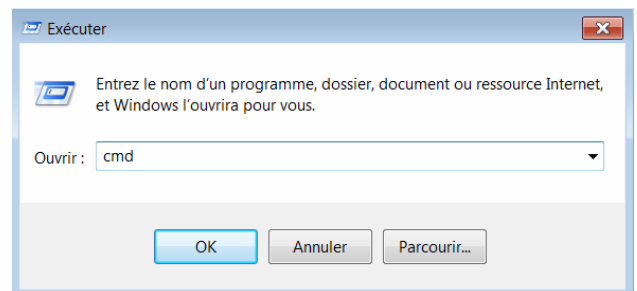 Exécuter
Entrez le nom d'un programme, dossier, document ou ressource Internet,
et Windows l'ouvrira pour vous.
Ouvrir : cmd
OK Annuler Parcourir...